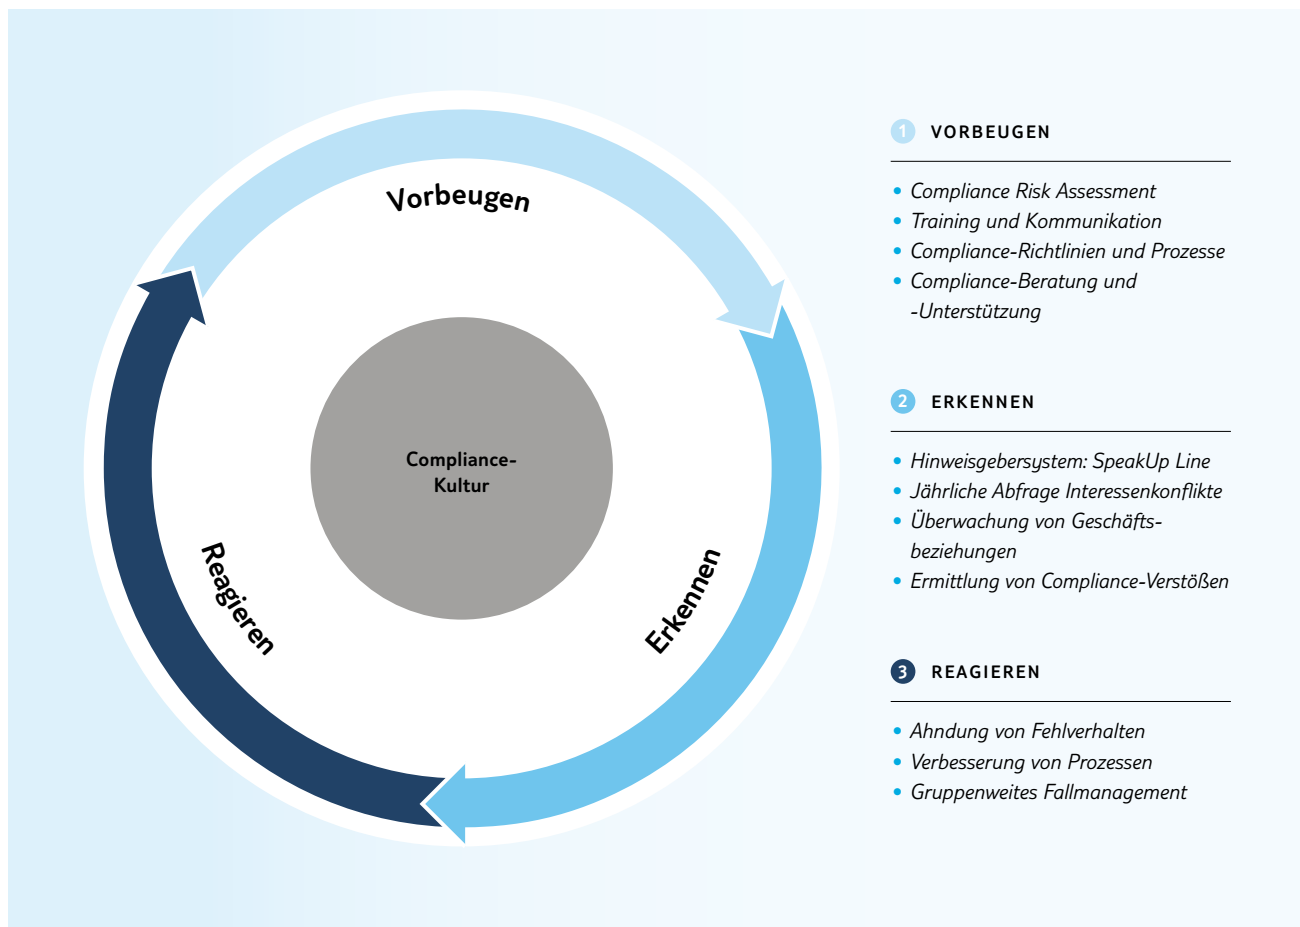 Vorbeugen
Compliance-
Kultur
Reagieren
Erkennen
1 VORBEUGEN
• Compliance Risk Assessment
• Training und Kommunikation
• Compliance-Richtlinien und Prozesse
• Compliance-Beratung und
-Unterstützung
2 ERKENNEN
• Hinweisgebersystem: SpeakUp Line
• Jährliche Abfrage Interessenkonflikte
• Überwachung von Geschäfts-
beziehungen
• Ermittlung von Compliance-Verstößen
3 REAGIEREN
• Ahndung von Fehlverhalten
• Verbesserung von Prozessen
• Gruppenweites Fallmanagement